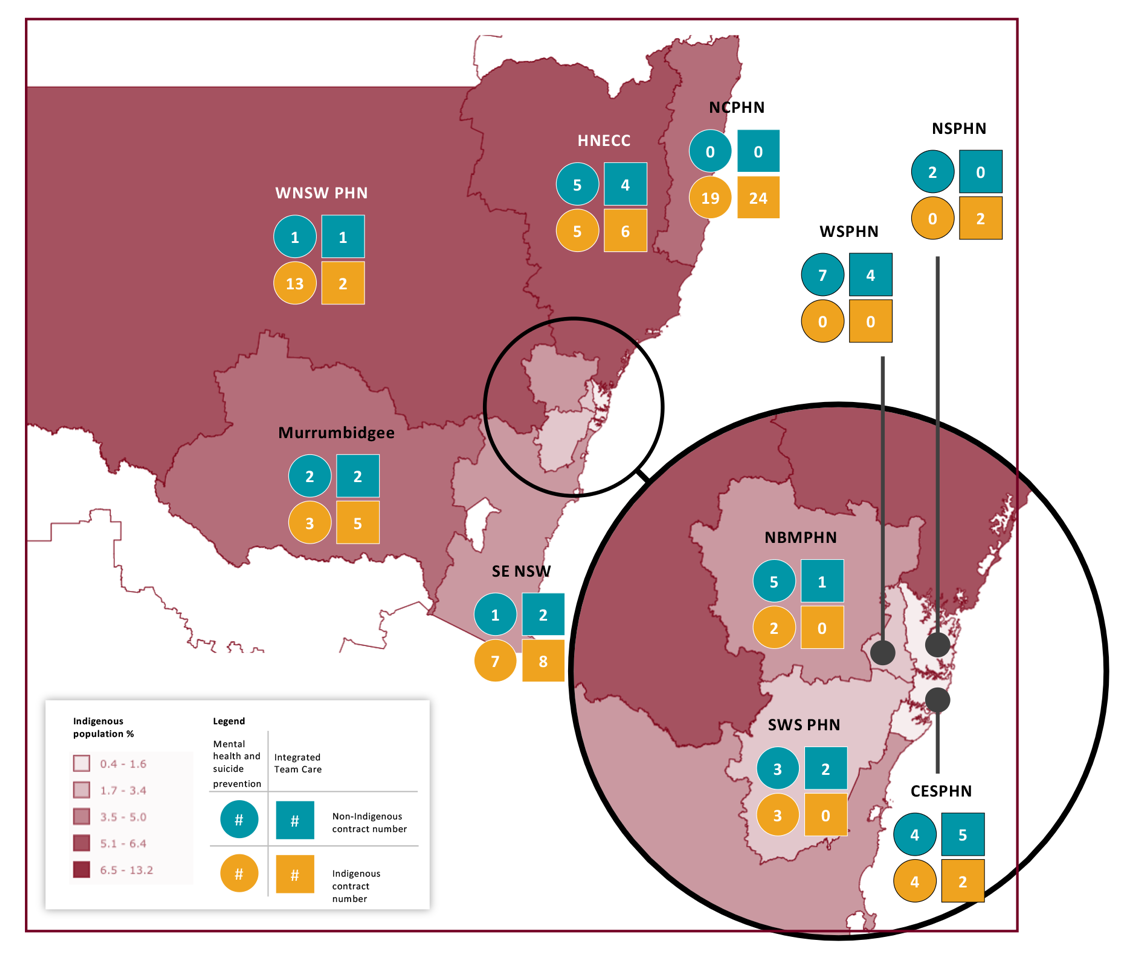 NCPHN
0 0
19 24
NSPHN
2 0
0 2
HNECC
5 4
5 6
WNSW PHN
1 1
13 2
WSPHN
7 4
0 0
Murrumbidgee
2 2
3 5
NBMPHN
5 1
2 0
SE NSW
1 2
7 8
SWS PHN
3 2
3 0
CESPHN
4 5
4 2
Indigenous
population %
0.4 - 1.6
1.7 - 3.4
3.5 - 5.0
5.1 - 6.4
6.5 - 13.2
Legend
Mental
health and
suicide
prevention
Integrated
Team Care
# #
Non-Indigenous
contract number
# #
Indigenous
contract
number